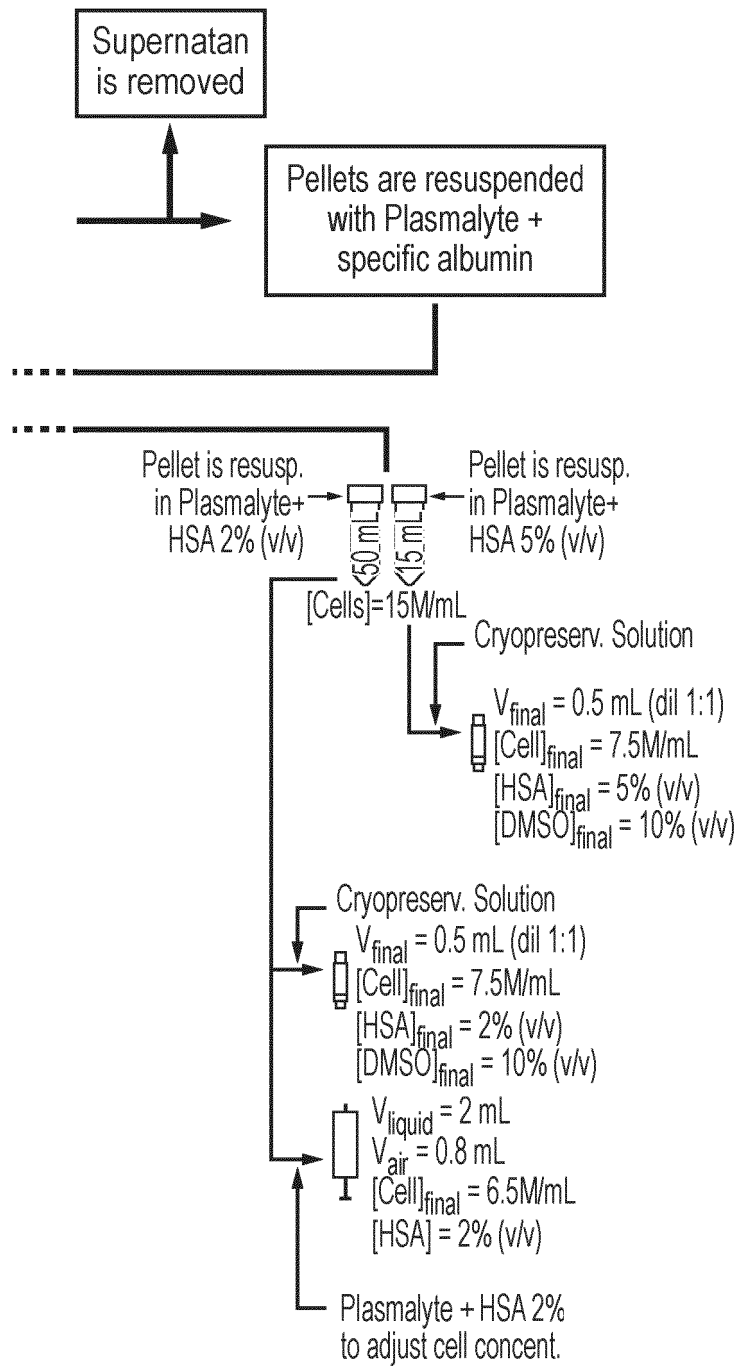 Supernatan
is removed
Pellets are resuspended
with Plasmalyte +
specific albumin
Pellet is resusp.
in Plasmalyte+
HSA 2% (v/v)
50 mL
15 mL
Pellet is resusp.
in Plasmalyte+
HSA 5% (v/v)
[Cells]=15M/mL
Cryopreserv. Solution
Vfinal = 0.5 mL (dil 1:1)
[Cell]final = 7.5M/mL
[HSA]final = 5% (v/v)
[DMSO]final = 10% (v/v)
Cryopreserv. Solution
Vfinal = 0.5 mL (dil 1:1)
[Cell]final = 7.5M/mL
[HSA]final = 2% (v/v)
[DMSO]final = 10% (v/v)
Vliquid = 2 mL
Vair = 0.8 mL
[Cell]final = 6.5M/mL
[HSA] = 2% (v/v)
Plasmalyte + HSA 2%
to adjust cell concent.